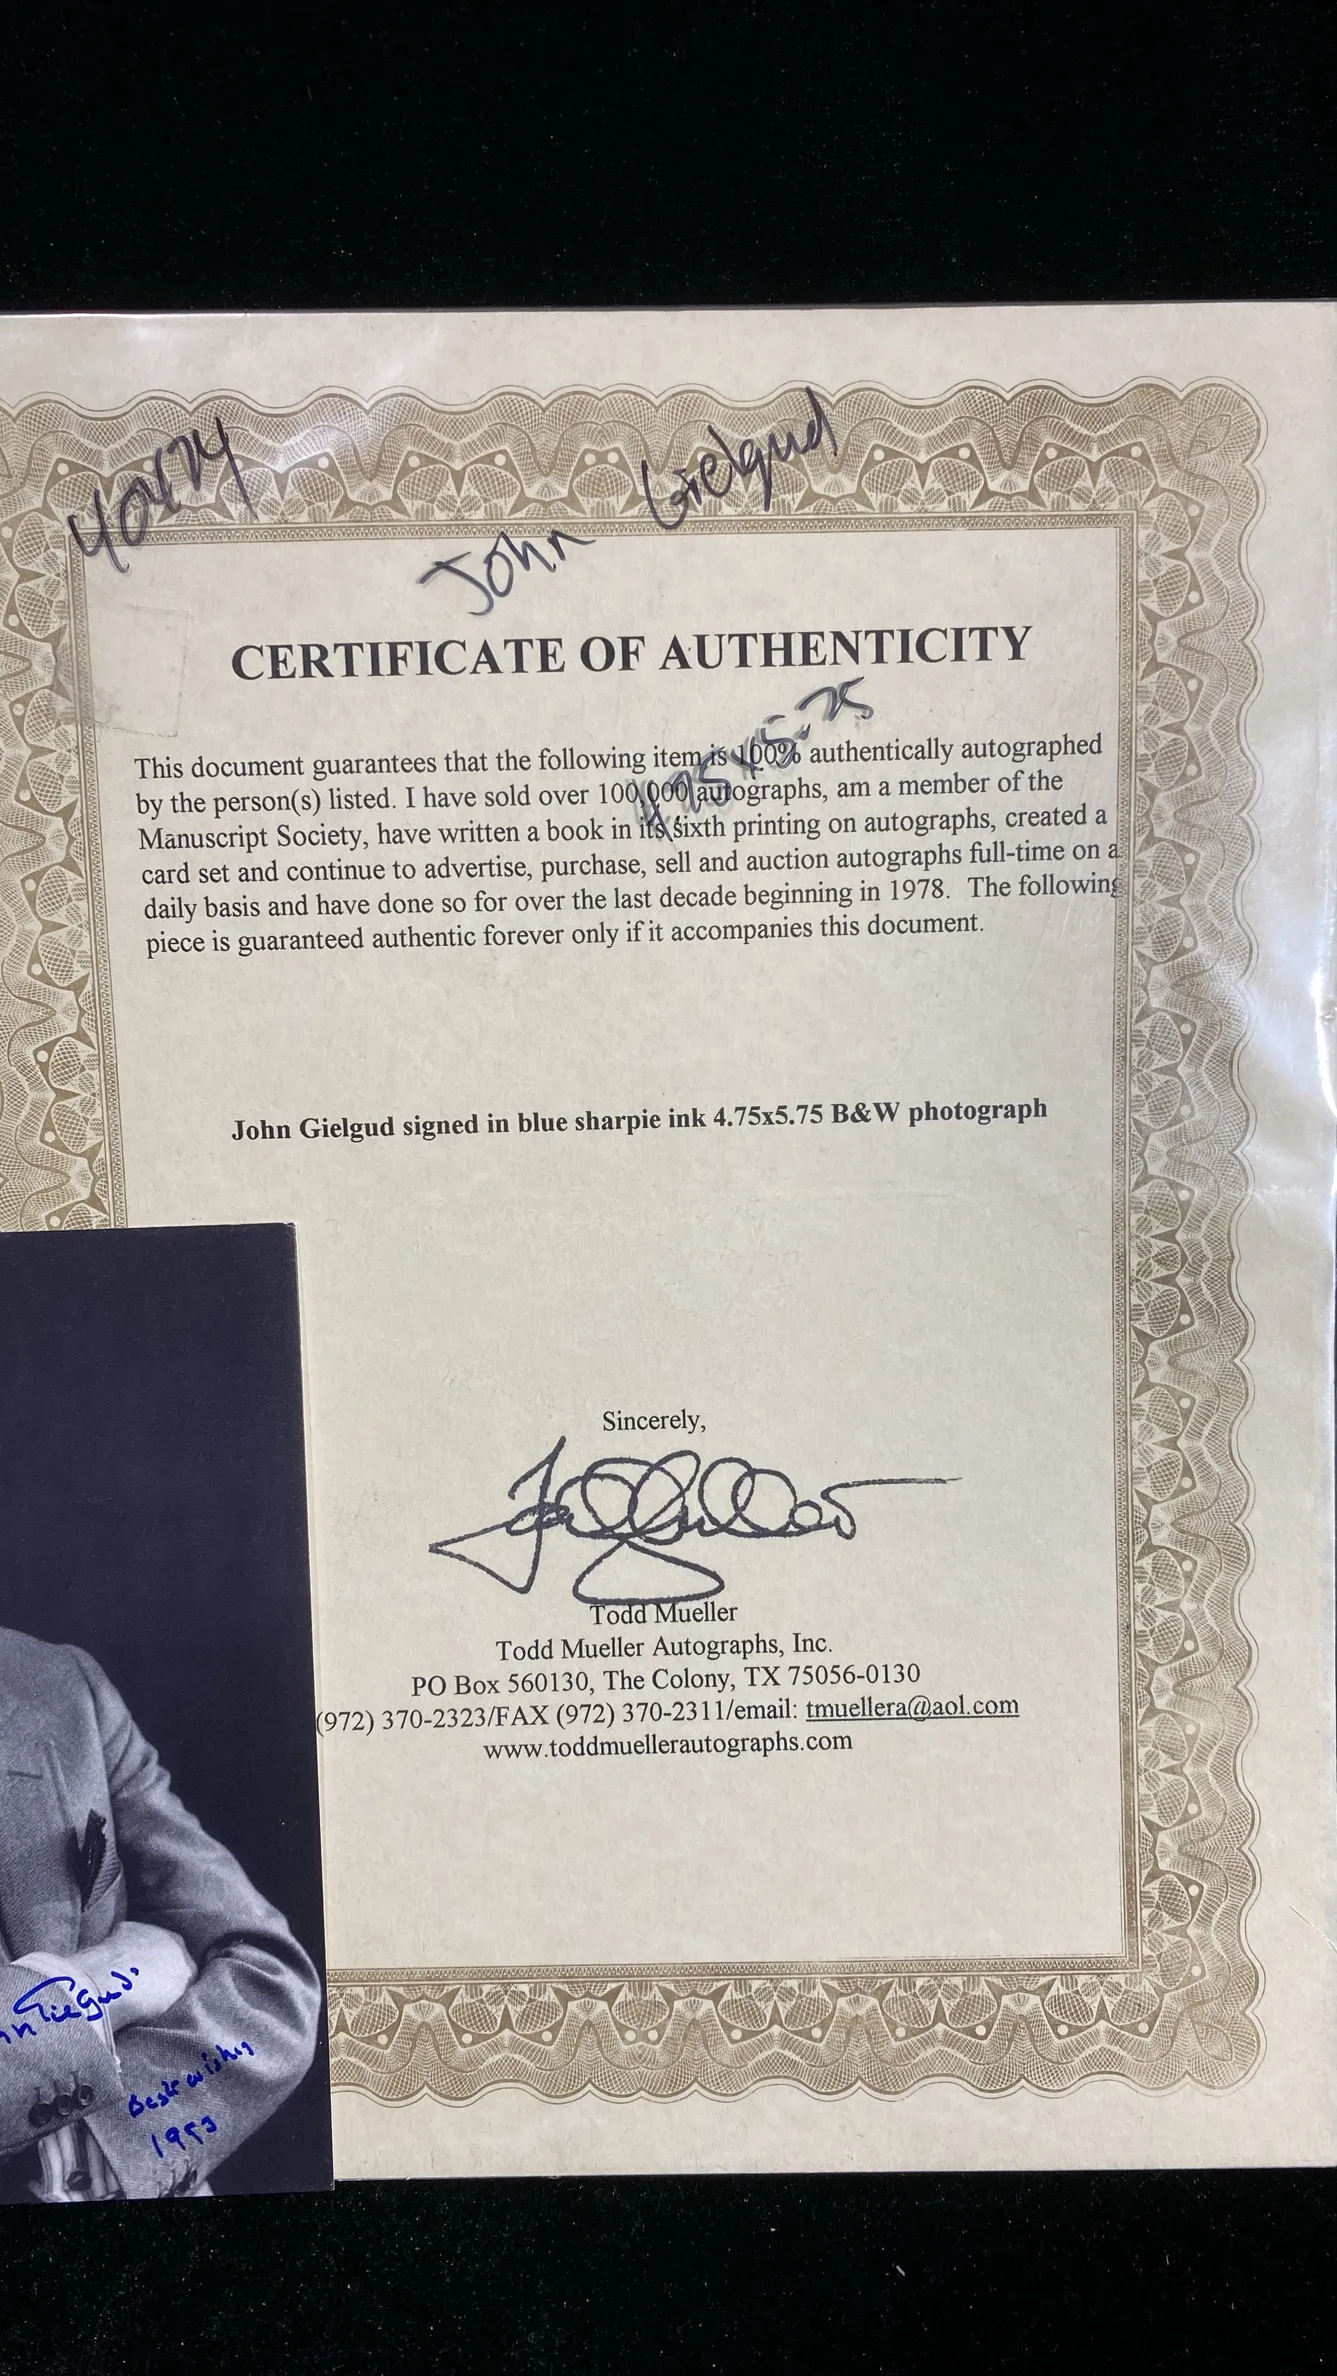 40474
John Gielgud
CERTIFICATE OF AUTHENTICITY
4.75x5.75
This document guarantees that the following item is 100% authentically autographed
by the person(s) listed. I have sold over 100,000 autographs, am a member of the
Manuscript Society, have written a book in its sixth printing on autographs, created a
card set and continue to advertise, purchase, sell and auction autographs full-time on a
daily basis and have done so for over the last decade beginning in 1978. The following
piece is guaranteed authentic forever only if it accompanies this document.
John Gielgud signed in blue sharpie ink 4.75x5.75 B&W photograph
Sincerely,
Todd Mueller
Todd Mueller
Todd Mueller Autographs, Inc.
PO Box 560130, The Colony, TX 75056-0130
(972) 370-2323/FAX (972) 370-2311/email: tmuellera@aol.com
www.toddmuellerautographs.com
hn Gielgud
Best wishes
1993